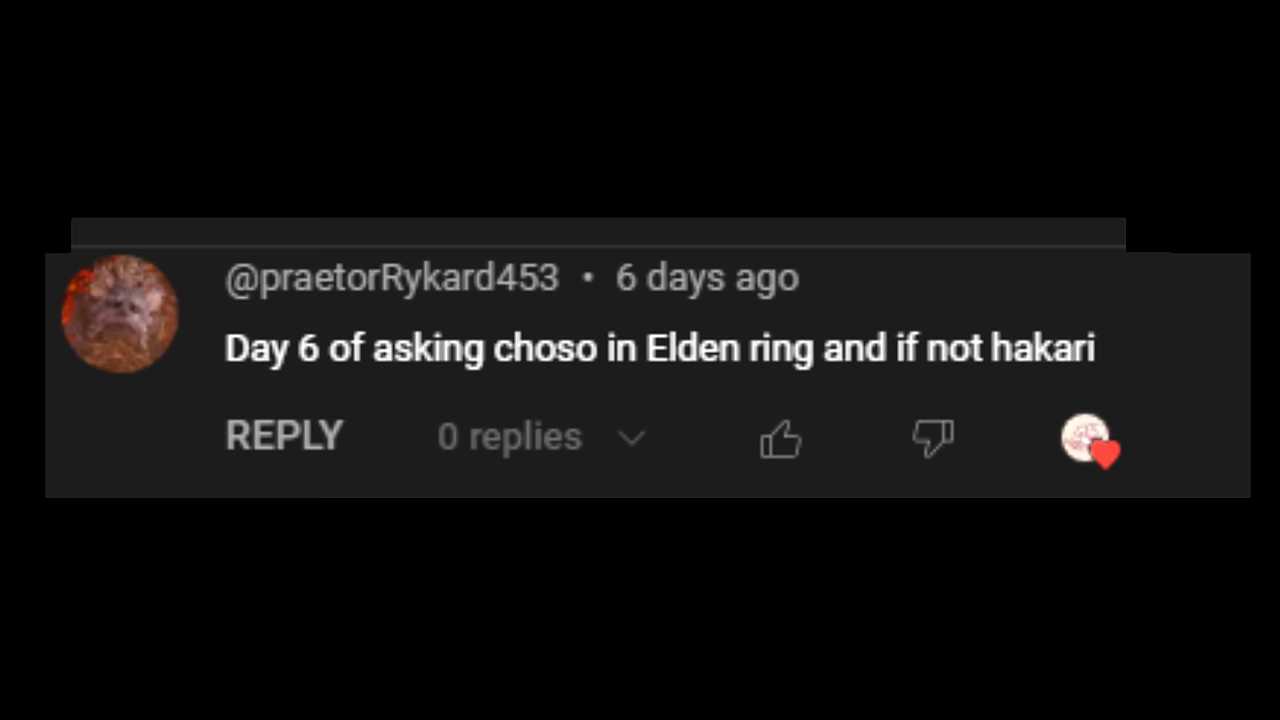 @praetorRykard453 • 6 days ago
Day 6 of asking choso in Elden ring and if not hakari
REPLY 0 replies